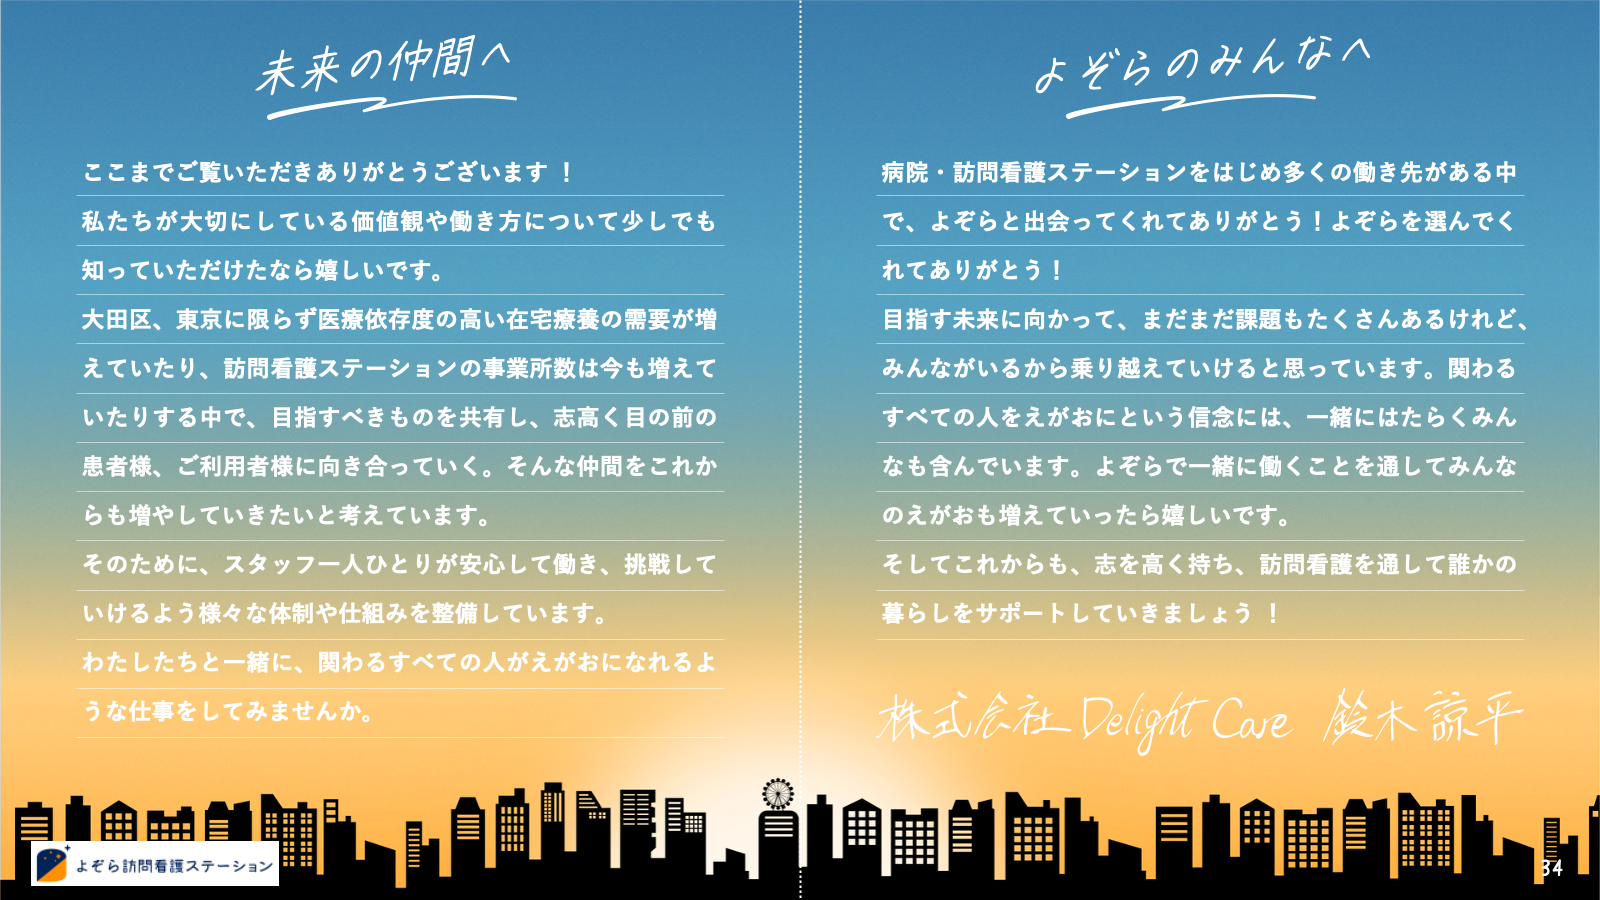 未来の仲間へ
ここまでご覧いただきありがとうございます ！
私たちが大切にしている価値観や働き方について少しでも
知っていただけたなら嬉しいです。
大田区、東京に限らず医療依存度の高い在宅療養の需要が増
えていたり、訪問看護ステーションの事業所数は今も増えて
いたりする中で、目指すべきものを共有し、志高く目の前の
患者様、ご利用者様に向き合っていく。そんな仲間をこれか
らも増やしていきたいと考えています。
そのために、スタッフ一人ひとりが安心して働き、挑戦して
いけるよう様々な体制や仕組みを整備しています。
わたしたちと一緒に、関わるすべての人がえがおになれるよ
うな仕事をしてみませんか。
よぞらのみんなへ
病院・訪問看護ステーションをはじめ多くの働き先がある中
で、よぞらと出会ってくれてありがとう！よぞらを選んでく
れてありがとう！
目指す未来に向かって、まだまだ課題もたくさんあるけれど、
みんながいるから乗り越えていけると思っています。関わる
すべての人をえがおにという信念には、一緒にはたらくみん
なも含んでいます。よぞらで一緒に働くことを通してみんな
のえがおも増えていったら嬉しいです。
そしてこれからも、志を高く持ち、訪問看護を通して誰かの
暮らしをサポートしていきましょう ！
株式会社 Delight Care 鈴木 諒平
よぞら訪問看護ステーション
34